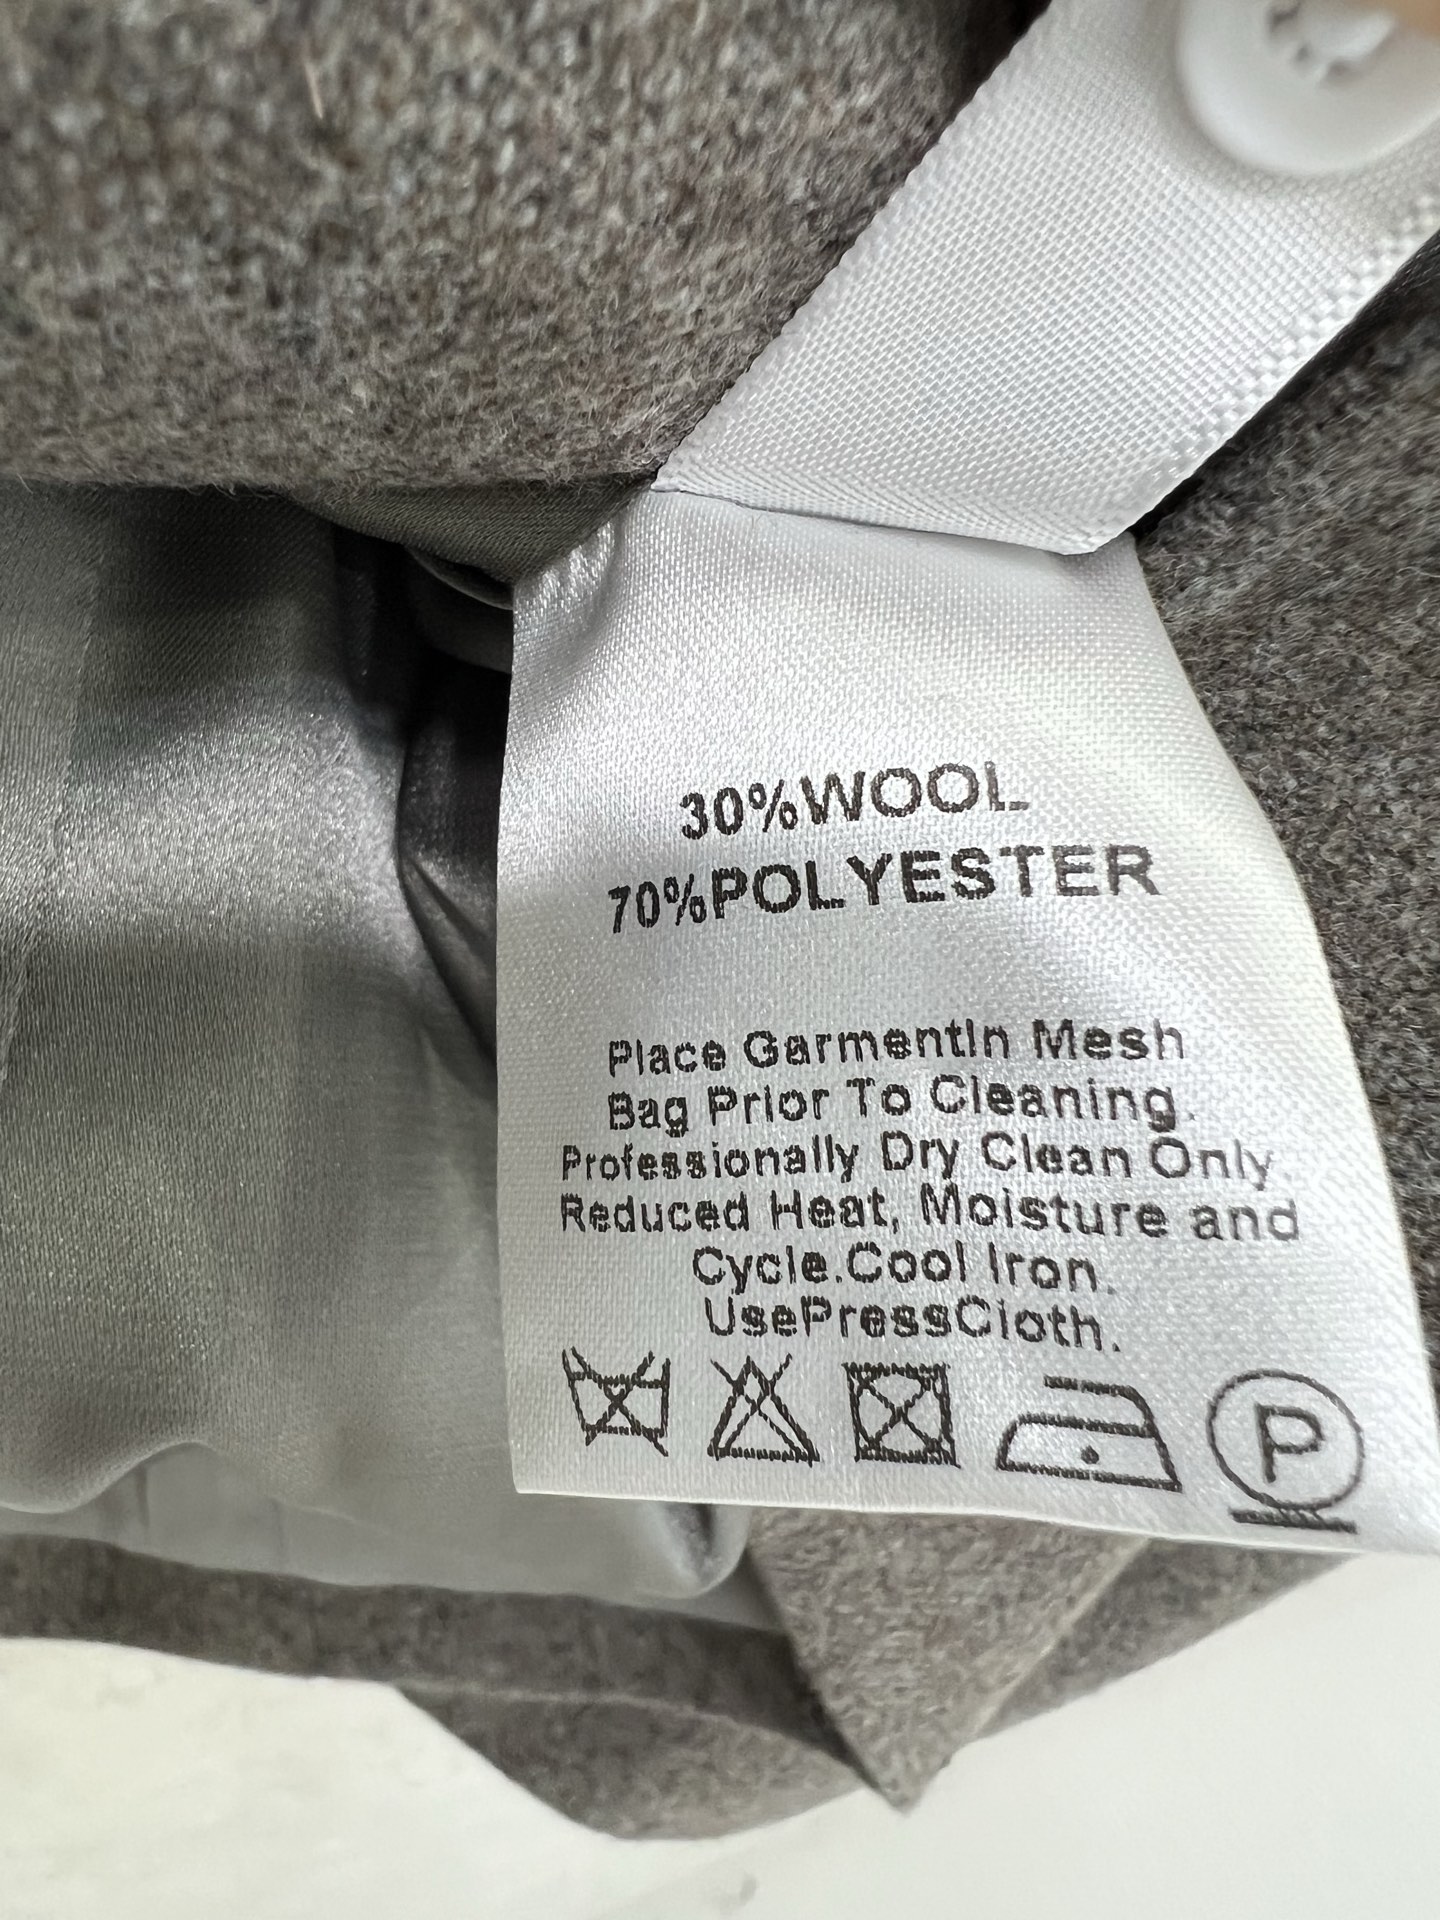 30%WOOL
70%POLYESTER
Place GarmentIn Mesh
Bag Prior To Cleaning.
Professionally Dry Clean Only.
Reduced Heat, Moisture and
Cycle.Cool Iron.
UsePressCloth.
P